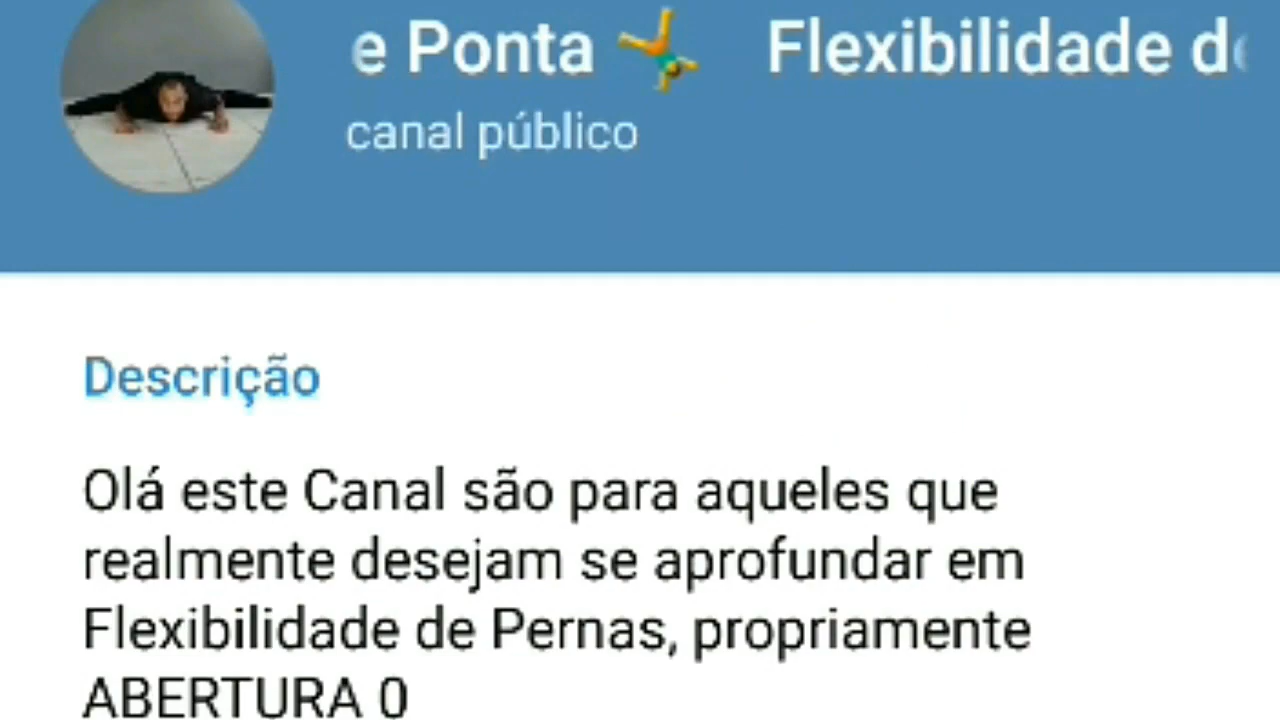 e Ponta 🤸 Flexibilidade d
canal público
Descrição
Olá este Canal são para aqueles que
realmente desejam se aprofundar em
Flexibilidade de Pernas, propriamente
ABERTURA 0